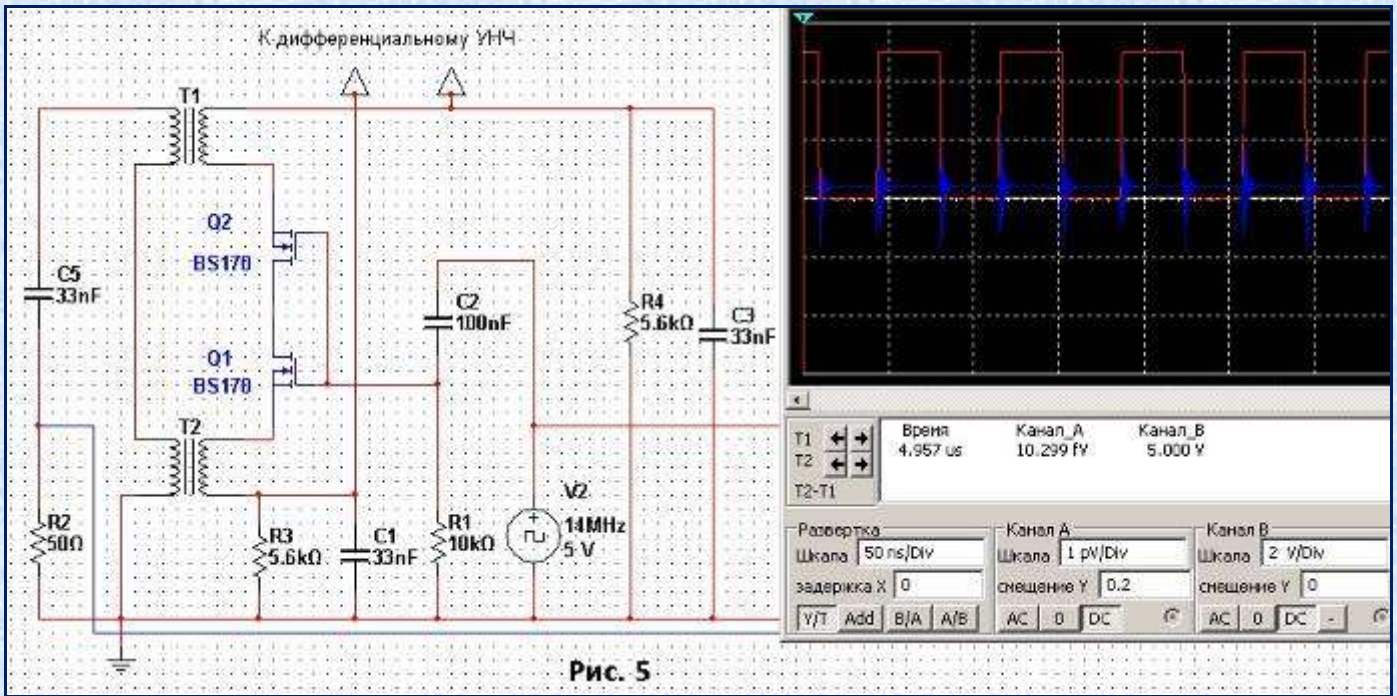 К дифференциальному УНЧ
T1
Q2
BS170
C5
33nF
C2
100nF
R4
5.6kΩ
C3
33nF
Q1
BS170
T2
R2
50Ω
R3
5.6kΩ
C1
33nF
R1
10kΩ
V2
14MHz
5 V
Рис. 5
T1
T2
T2-T1
Время Канал_A Канал_B
4.957 us 10.299 fV 5.000 V
Развертка
Шкала 50 ns/Div
задержка X 0
Y/T Add B/A A/B
Канал A
Шкала 1 pV/Div
смещение Y 0.2
AC 0 DC
Канал B
Шкала 2 V/Div
смещение Y 0
AC 0 DC -